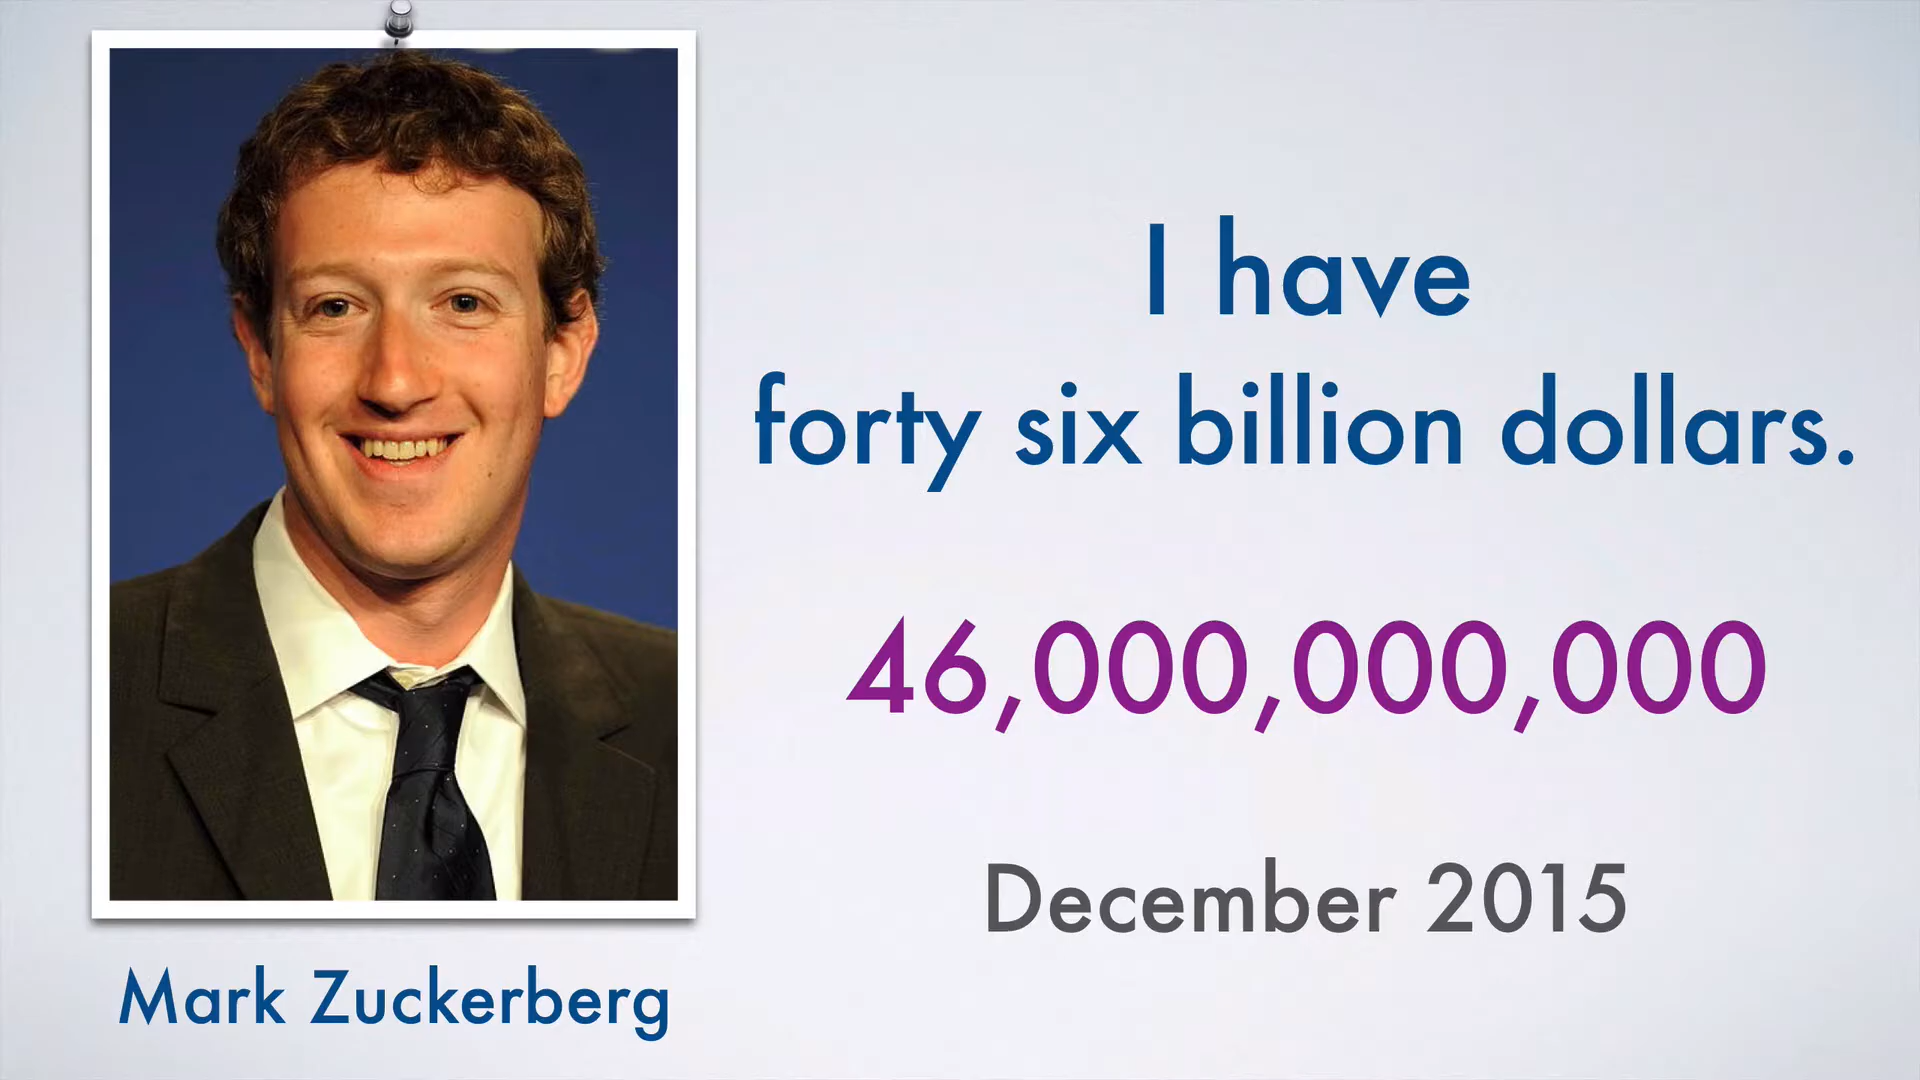 I have
forty six billion dollars.
46,000,000,000
December 2015
Mark Zuckerberg